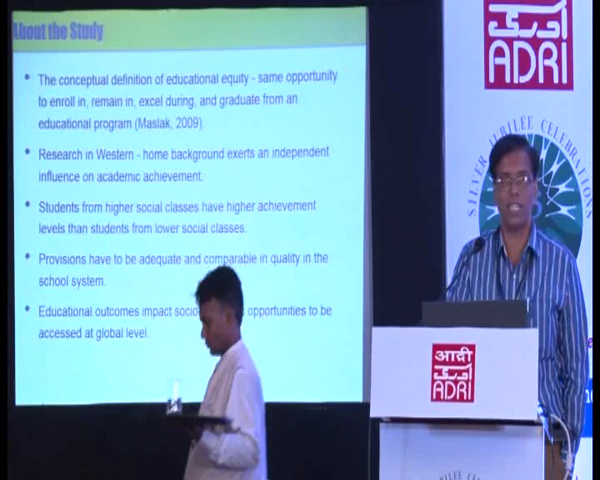 About the Study
• The conceptual definition of educational equity - same opportunity
to enroll in, remain in, excel during, and graduate from an
educational program (Maslak, 2009).
• Research in Western - home background exerts an independent
influence on academic achievement.
• Students from higher social classes have higher achievement
levels than students from lower social classes.
• Provisions have to be adequate and comparable in quality in the
school system.
• Educational outcomes impact opportunities to be
accessed at global level.
ADRI
SILVER JUBILEE CELEBRATIONS
आद्री
ADRI